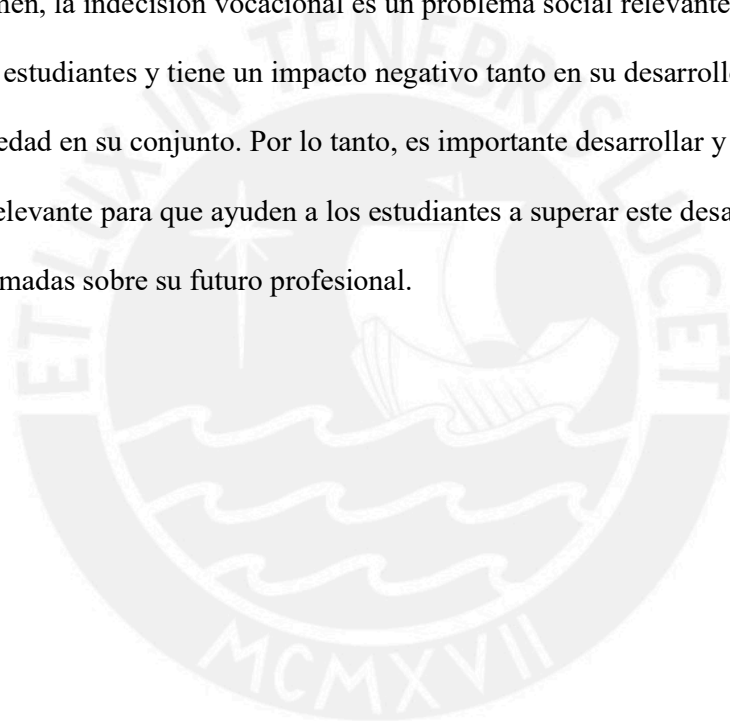 men, la indecisión vocacional es un problema social relevante
estudiantes y tiene un impacto negativo tanto en su desarroll
edad en su conjunto. Por lo tanto, es importante desarrollar y
elevante para que ayuden a los estudiantes a superar este desa
madas sobre su futuro profesional.
ET LUX IN TENEBRIS LUCET
MCMXVII